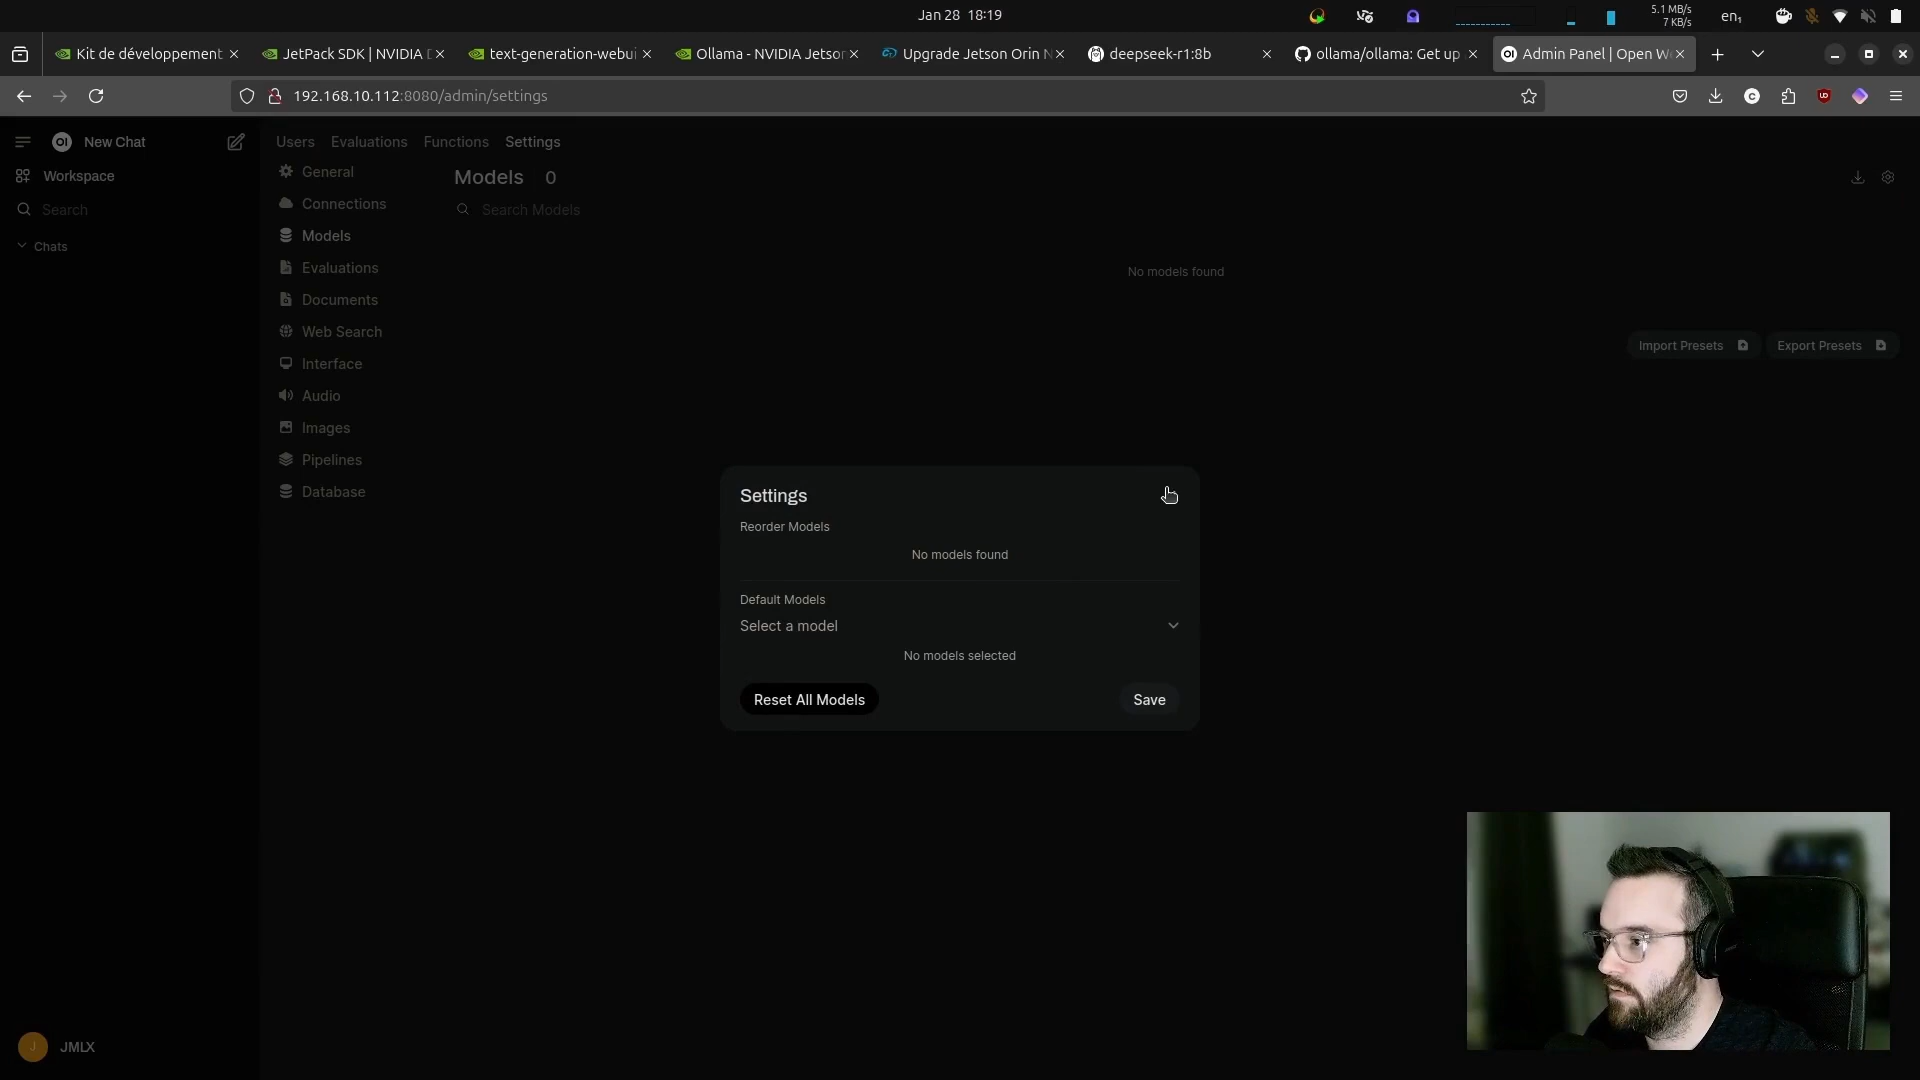 Jan 28 18:19
5.1 MB/s
7 KB/s
en₁
Kit de développement
JetPack SDK | NVIDIA D
text-generation-webui
Ollama - NVIDIA Jetson
Upgrade Jetson Orin N
deepseek-r1:8b
ollama/ollama: Get up
Admin Panel | Open W
192.168.10.112:8080/admin/settings
OI
New Chat
Users
Evaluations
Functions
Settings
Workspace
Search
Chats
General
Connections
Models
Evaluations
Documents
Web Search
Interface
Audio
Images
Pipelines
Database
Models 0
Search Models
No models found
Import Presets
Export Presets
Settings
Reorder Models
No models found
Default Models
Select a model
No models selected
Reset All Models
Save
J
JMLX